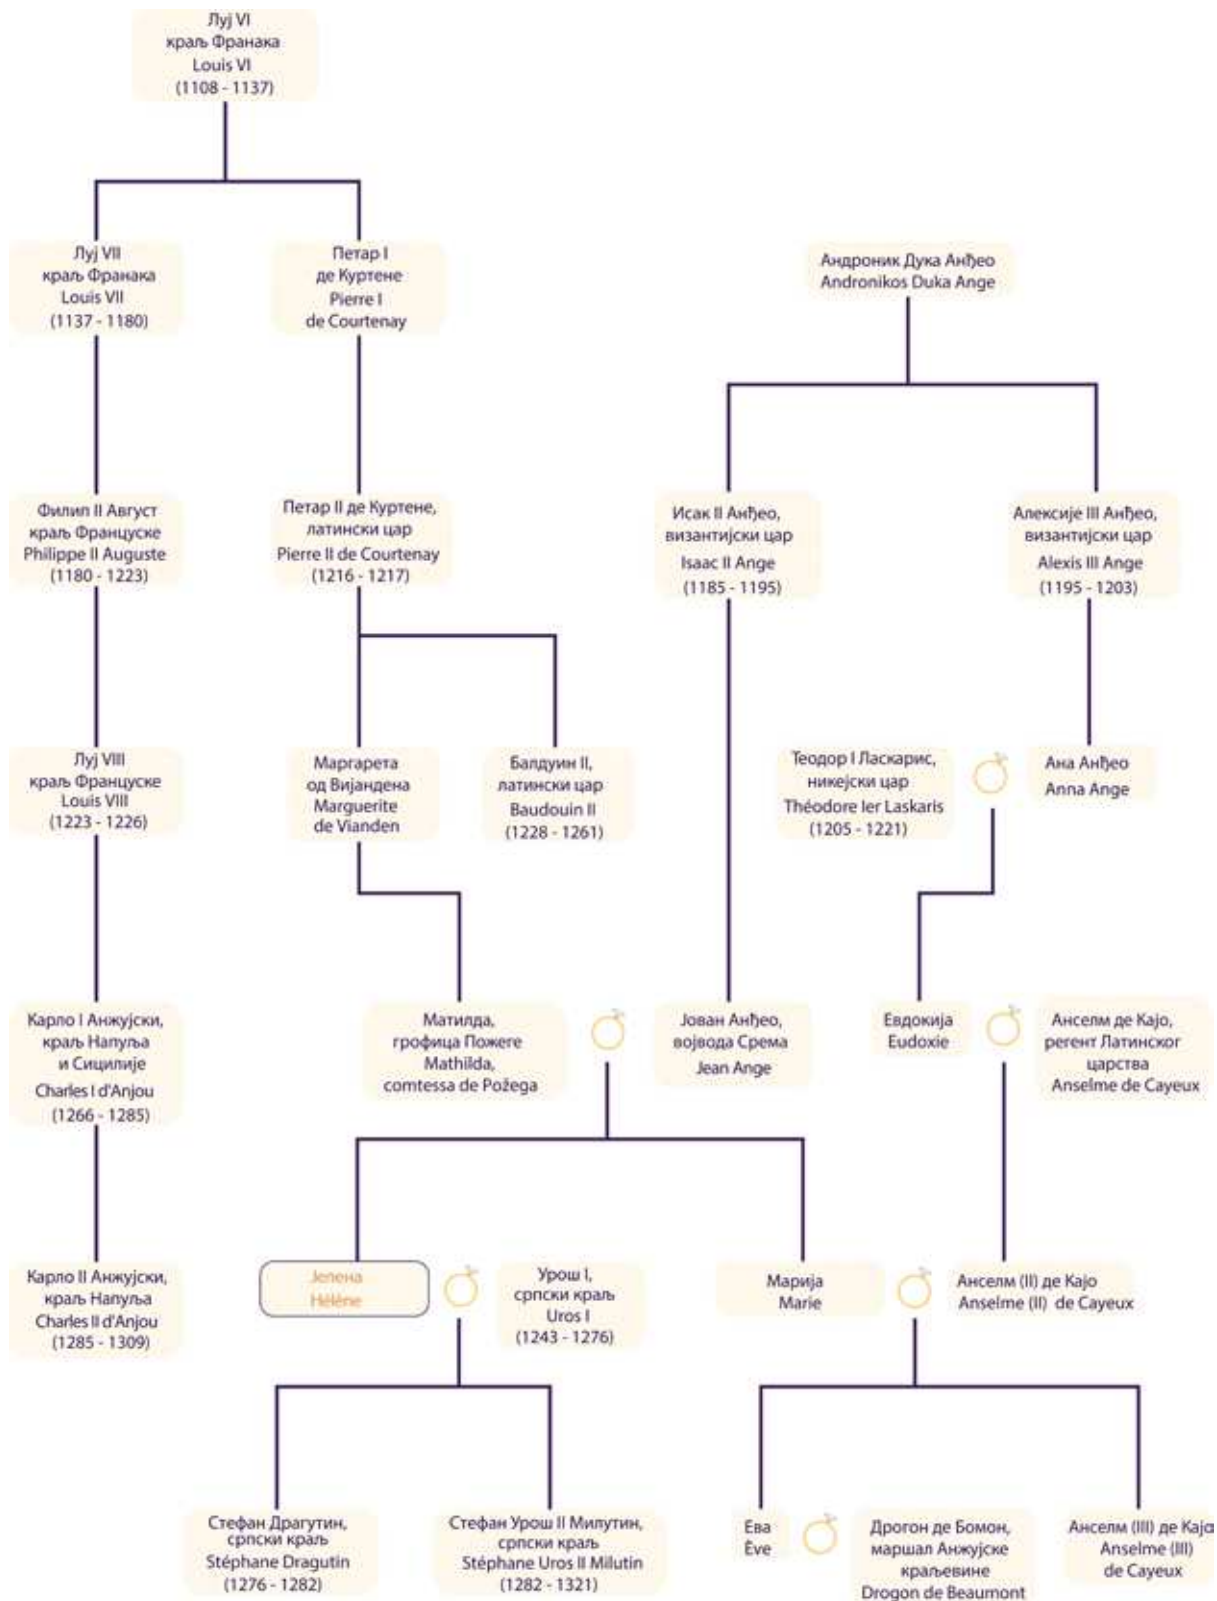 Луј VI
краљ Франака
Louis VI
(1108 - 1137)
Луј VII
краљ Франака
Louis VII
(1137 - 1180)
Петар I
де Куртене
Pierre I
de Courtenay
Андроник Дука Анђео
Andronikos Duka Ange
Филип II Август
краљ Француске
Philippe II Auguste
(1180 - 1223)
Петар II де Куртене,
латински цар
Pierre II de Courtenay
(1216 - 1217)
Исак II Анђео,
византијски цар
Isaac II Ange
(1185 - 1195)
Алексије III Анђео,
византијски цар
Alexis III Ange
(1195 - 1203)
Луј VIII
краљ Француске
Louis VIII
(1223 - 1226)
Маргарета
од Вијандена
Marguerite
de Vianden
Балдуин II,
латински цар
Baudouin II
(1228 - 1261)
Теодор I Ласкарис,
никејски цар
Théodore Ier Laskaris
(1205 - 1221)
Ана Анђео
Anna Ange
Карло I Анжујски,
краљ Напуља
и Сицилије
Charles I d'Anjou
(1266 - 1285)
Матилда,
грофица Пожеге
Mathilda,
comtessa de Požega
Јован Анђео,
војвода Срема
Jean Ange
Евдокија
Eudoxie
Анселм де Кајо,
регент Латинског
царства
Anselme de Cayeux
Карло II Анжујски,
краљ Напуља
Charles II d'Anjou
(1285 - 1309)
Јелена
Hélène
Урош I,
српски краљ
Uros I
(1243 - 1276)
Марија
Marie
Анселм (II) де Кајо
Anselme (II) de Cayeux
Стефан Драгутин,
српски краљ
Stéphane Dragutin
(1276 - 1282)
Стефан Урош II Милутин,
српски краљ
Stéphane Uros II Milutin
(1282 - 1321)
Ева
Ève
Дрогон де Бомон,
маршал Анжујске
краљевине
Drogon de Beaumont
Анселм (III) де Кајо
Anselme (III)
de Cayeux